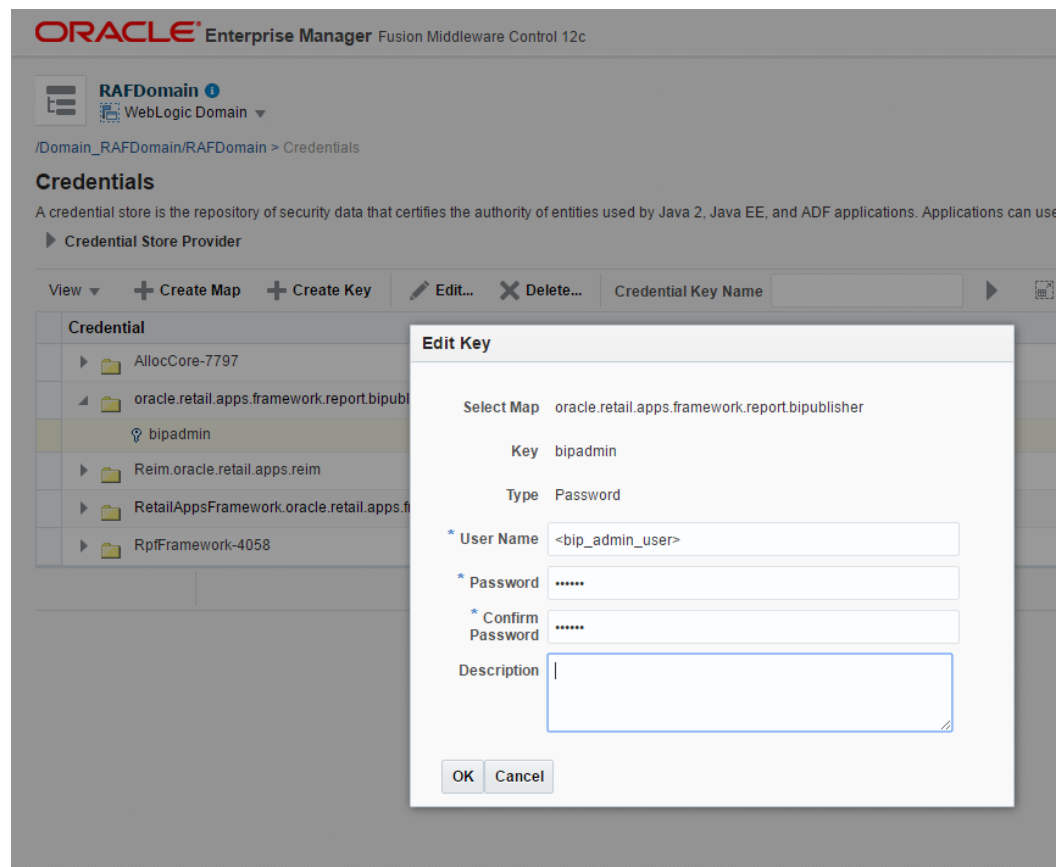 ORACLE® Enterprise Manager Fusion Middleware Control 12c
RAFDomain
WebLogic Domain
/Domain_RAFDomain/RAFDomain > Credentials
Credentials
A credential store is the repository of security data that certifies the authority of entities used by Java 2, Java EE, and ADF applications. Applications can use
Credential Store Provider
View Create Map Create Key Edit... Delete... Credential Key Name
Credential
AllocCore-7797
oracle.retail.apps.framework.report.bipubl
bipadmin
Reim.oracle.retail.apps.reim
RetailAppsFramework.oracle.retail.apps.f
RpfFramework-4058
Edit Key
Select Map oracle.retail.apps.framework.report.bipublisher
Key bipadmin
Type Password
* User Name <bip_admin_user>
* Password ••••••
* Confirm
Password ••••••
Description
OK Cancel